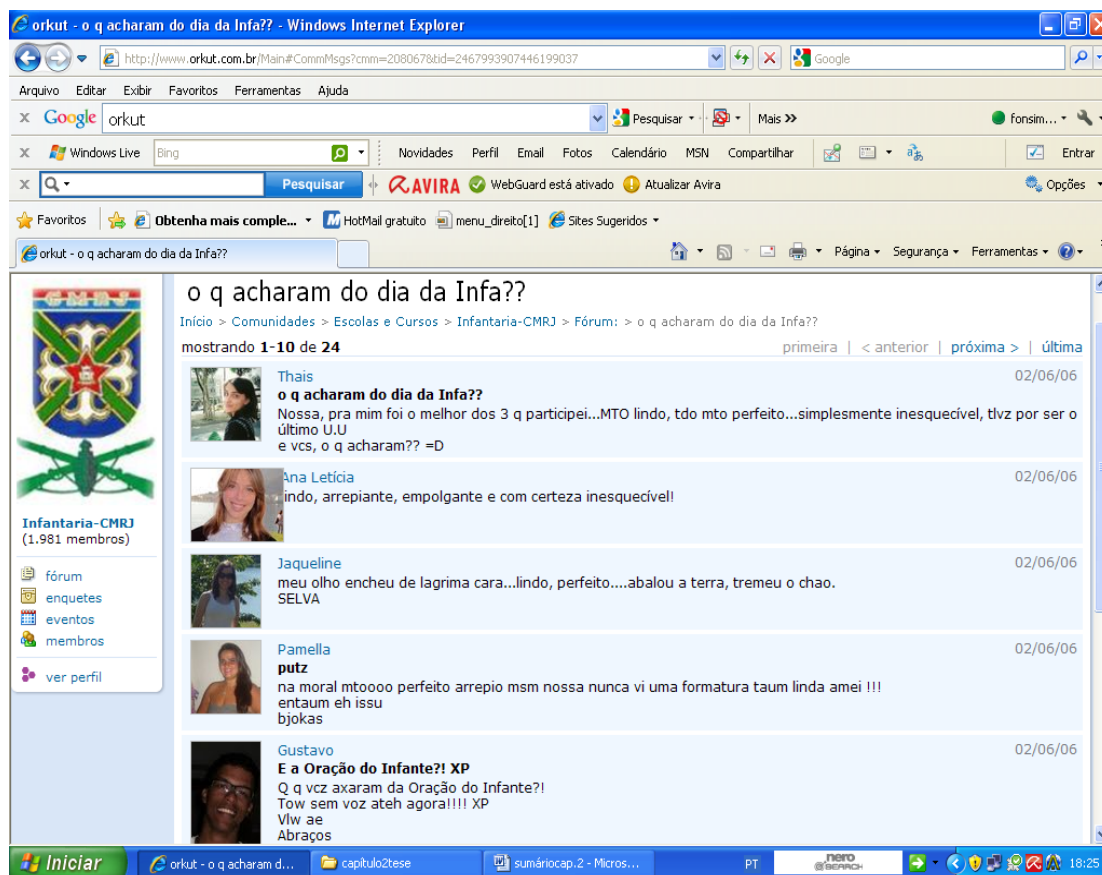 orkut - o q acharam do dia da Infa?? - Windows Internet Explorer
http://www.orkut.com.br/Main#CommMsgs?cmm=208067&tid=2467993907446199037
Google
Arquivo Editar Exibir Favoritos Ferramentas Ajuda
x Google orkut Pesquisar Mais >> fonsim...
x Windows Live Bing Novidades Perfil Email Fotos Calendário MSN Compartilhar Entrar
x Pesquisar AVIRA WebGuard está ativado Atualizar Avira Opções
Favoritos Obtenha mais comple... HotMail gratuito menu_direito[1] Sites Sugeridos
orkut - o q acharam do dia da Infa?? Página Segurança Ferramentas
CMRJ
Infantaria-CMRJ
(1.981 membros)
fórum
enquetes
eventos
membros
ver perfil
o q acharam do dia da Infa??
Início > Comunidades > Escolas e Cursos > Infantaria-CMRJ > Fórum: > o q acharam do dia da Infa??
mostrando 1-10 de 24 primeira | < anterior | próxima > | última
Thais 02/06/06
o q acharam do dia da Infa??
Nossa, pra mim foi o melhor dos 3 q participei...MTO lindo, tdo mto perfeito...simplesmente inesquecível, tlvz por ser o
último U.U
e vcs, o q acharam?? =D
Ana Letícia 02/06/06
indo, arrepiante, empolgante e com certeza inesquecível!
Jaqueline 02/06/06
meu olho encheu de lagrima cara...lindo, perfeito....abalou a terra, tremeu o chao.
SELVA
Pamella 02/06/06
putz
na moral mtoooo perfeito arrepio msm nossa nunca vi uma formatura taum linda amei !!!
entaum eh issu
bjokas
Gustavo 02/06/06
E a Oração do Infante?! XP
Q q vcz axaram da Oração do Infante?!
Tow sem voz ateh agora!!!! XP
Vlw ae
Abraços
Iniciar orkut - o q acharam d... capítulo2tese sumáriocap.2 - Micros... PT nero SEARCH 18:25